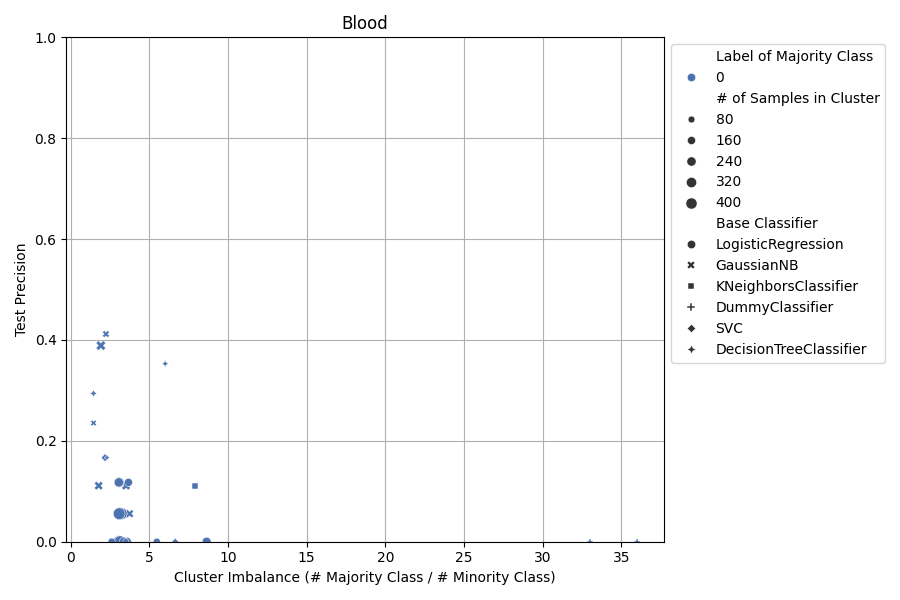 Blood
1.0
0.8
0.6
0.4
0.2
0.0
Test Precision
0 5 10 15 20 25 30 35
Cluster Imbalance (# Majority Class / # Minority Class)
Label of Majority Class
0
# of Samples in Cluster
80
160
240
320
400
Base Classifier
LogisticRegression
GaussianNB
KNeighborsClassifier
DummyClassifier
SVC
DecisionTreeClassifier